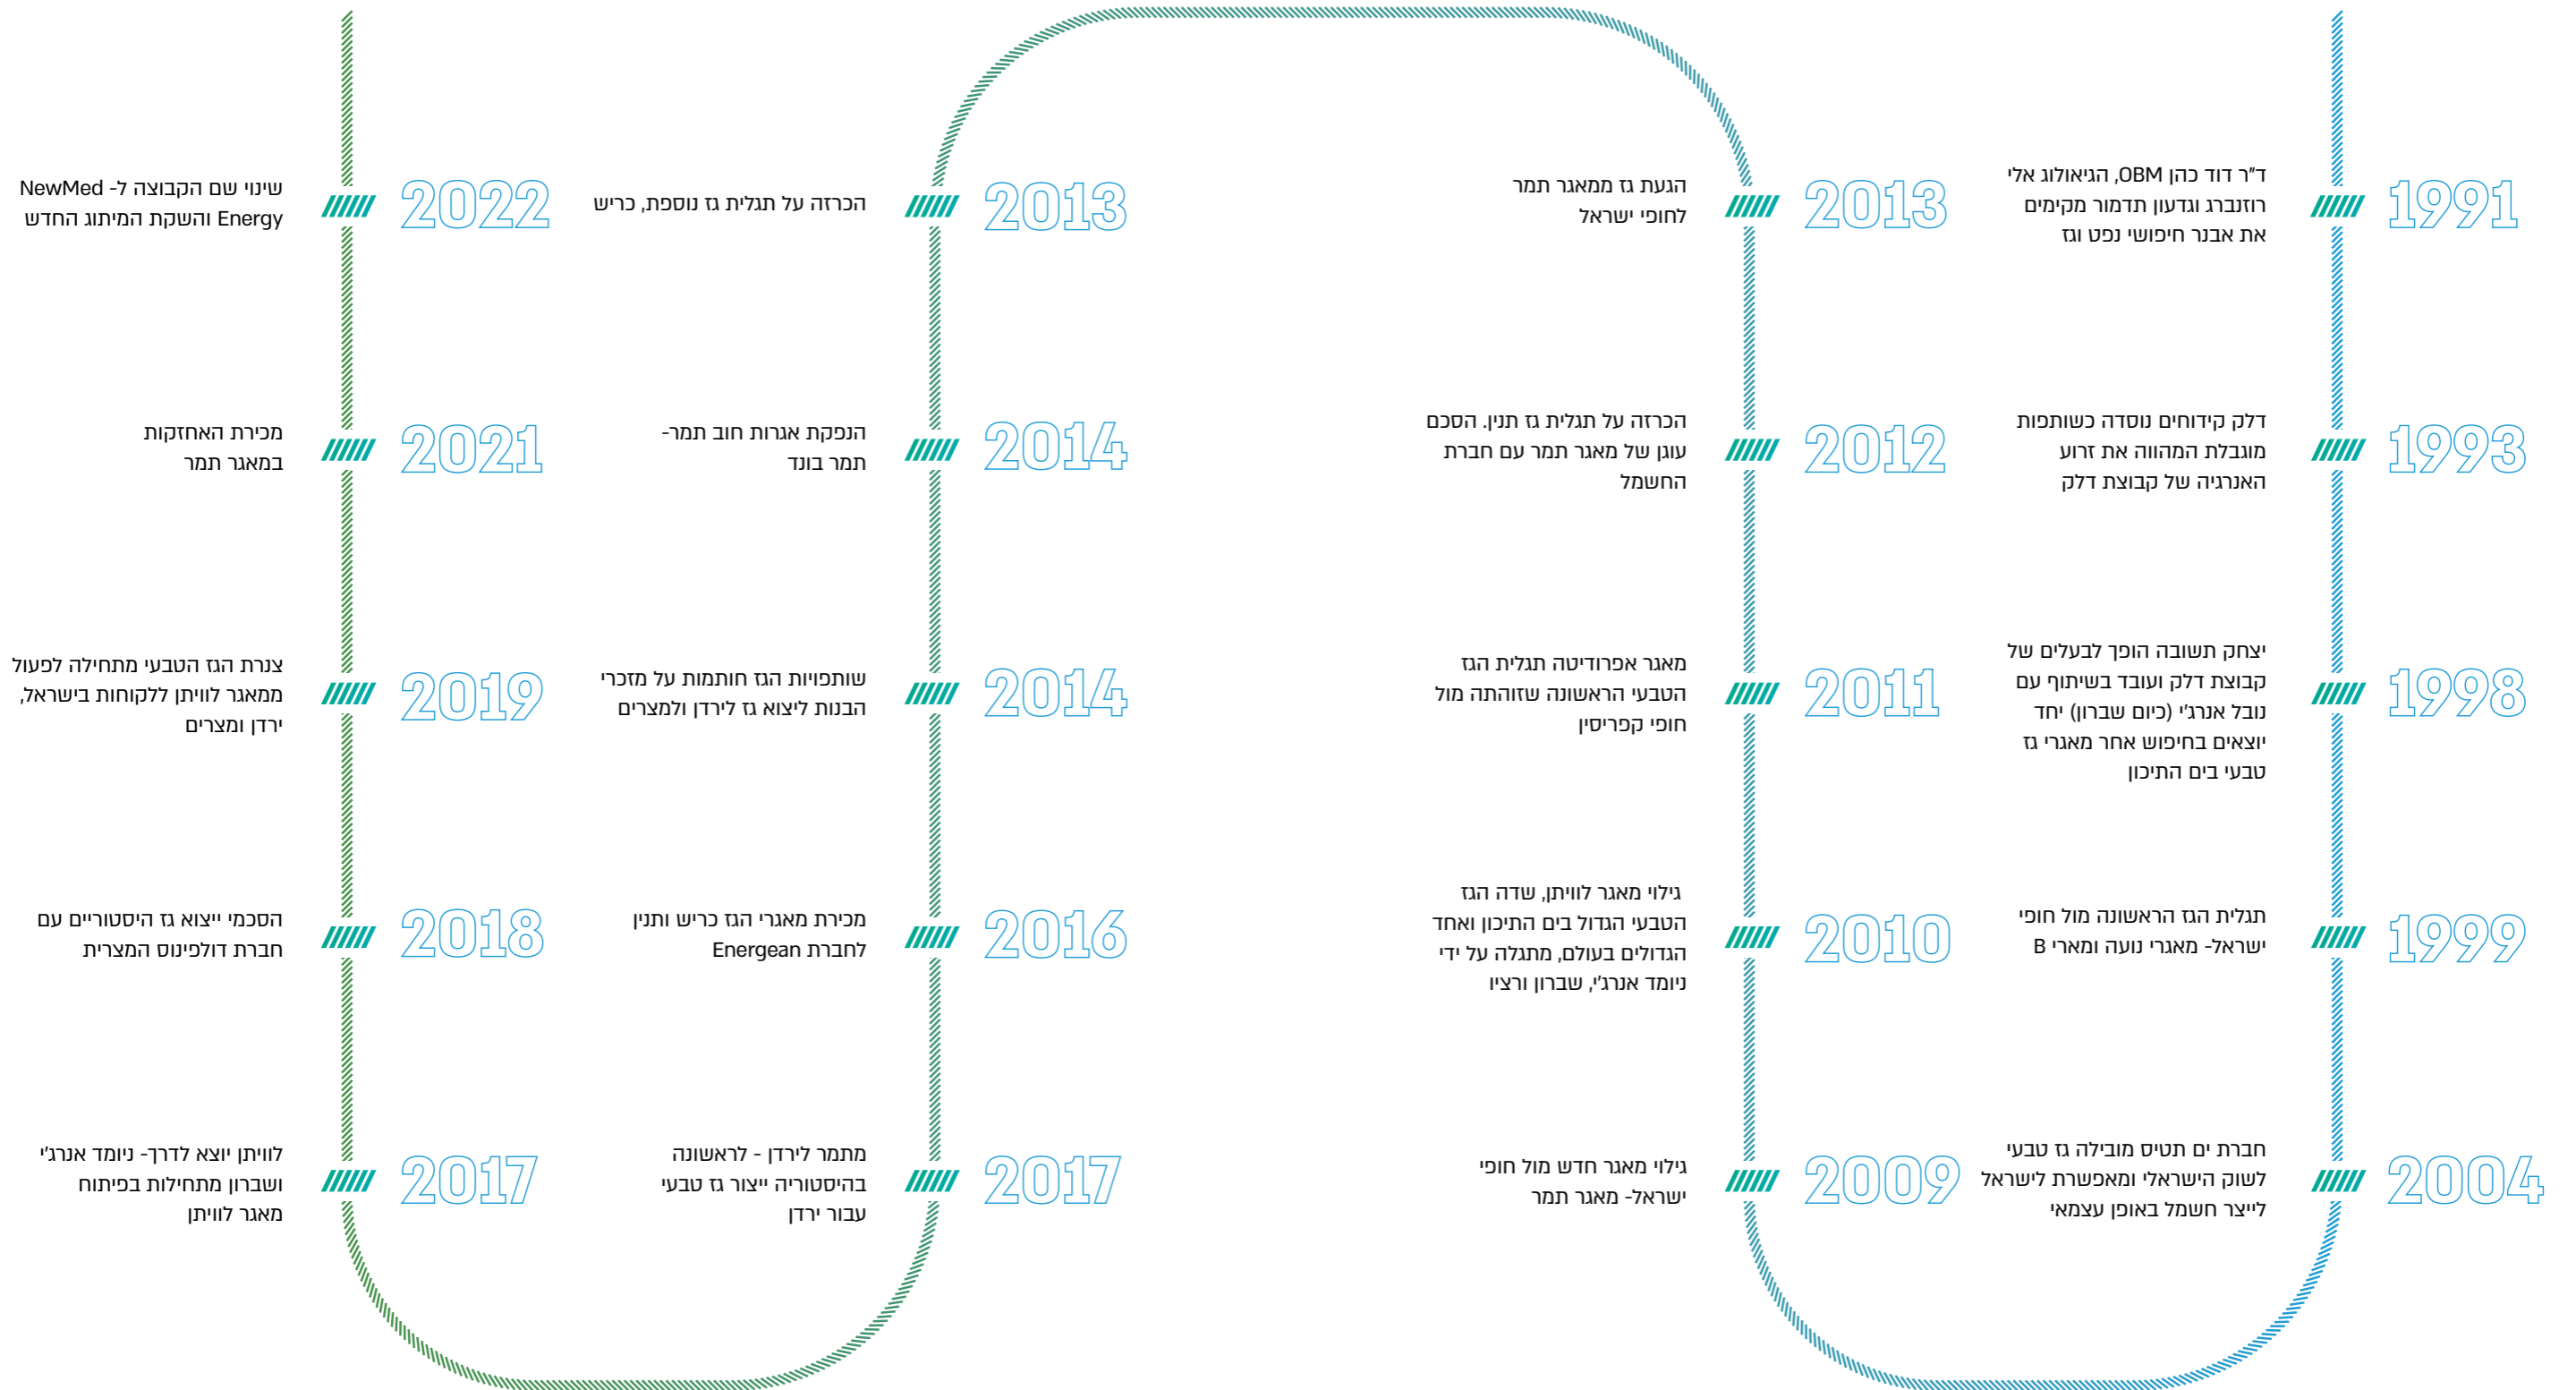 1991
ד"ר דוד כהן OBM, הגיאולוג אלי
רוזנברג וגדעון תדמור מקימים
את אבנר חיפושי נפט וגז
1993
דלק קידוחים נוסדה כשותפות
מוגבלת המהווה את זרוע
האנרגיה של קבוצת דלק
1998
יצחק תשובה הופך לבעלים של
קבוצת דלק ועובד בשיתוף עם
נובל אנרג'י (כיום שברון) יחד
יוצאים בחיפוש אחר מאגרי גז
טבעי בים התיכון
1999
תגלית הגז הראשונה מול חופי
ישראל- מאגרי נועה ומארי B
2004
חברת ים תטיס מובילה גז טבעי
לשוק הישראלי ומאפשרת לישראל
לייצר חשמל באופן עצמאי
2009
גילוי מאגר חדש מול חופי
ישראל- מאגר תמר
2010
גילוי מאגר לוויתן, שדה הגז
הטבעי הגדול בים התיכון ואחד
הגדולים בעולם, מתגלה על ידי
ניומד אנרג'י, שברון ורציו
2011
מאגר אפרודיטה תגלית הגז
הטבעי הראשונה שזוהתה מול
חופי קפריסין
2012
הכרזה על תגלית גז תנין. הסכם
עוגן של מאגר תמר עם חברת
החשמל
2013
הגעת גז ממאגר תמר
לחופי ישראל
2013
הכרזה על תגלית גז נוספת, כריש
2014
הנפקת אגרות חוב תמר-
תמר בונד
2014
שותפויות הגז חותמות על מזכרי
הבנות ליצוא גז לירדן ולמצרים
2016
מכירת מאגרי הגז כריש ותנין
לחברת Energean
2017
מתמר לירדן - לראשונה
בהיסטוריה ייצור גז טבעי
עבור ירדן
2017
לוויתן יוצא לדרך- ניומד אנרג'י
ושברון מתחילות בפיתוח
מאגר לוויתן
2018
הסכמי ייצוא גז היסטוריים עם
חברת דולפינוס המצרית
2019
צנרת הגז הטבעי מתחילה לפעול
ממאגר לוויתן ללקוחות בישראל,
ירדן ומצרים
2021
מכירת האחזקות
במאגר תמר
2022
שינוי שם הקבוצה ל- NewMed
Energy והשקת המיתוג החדש